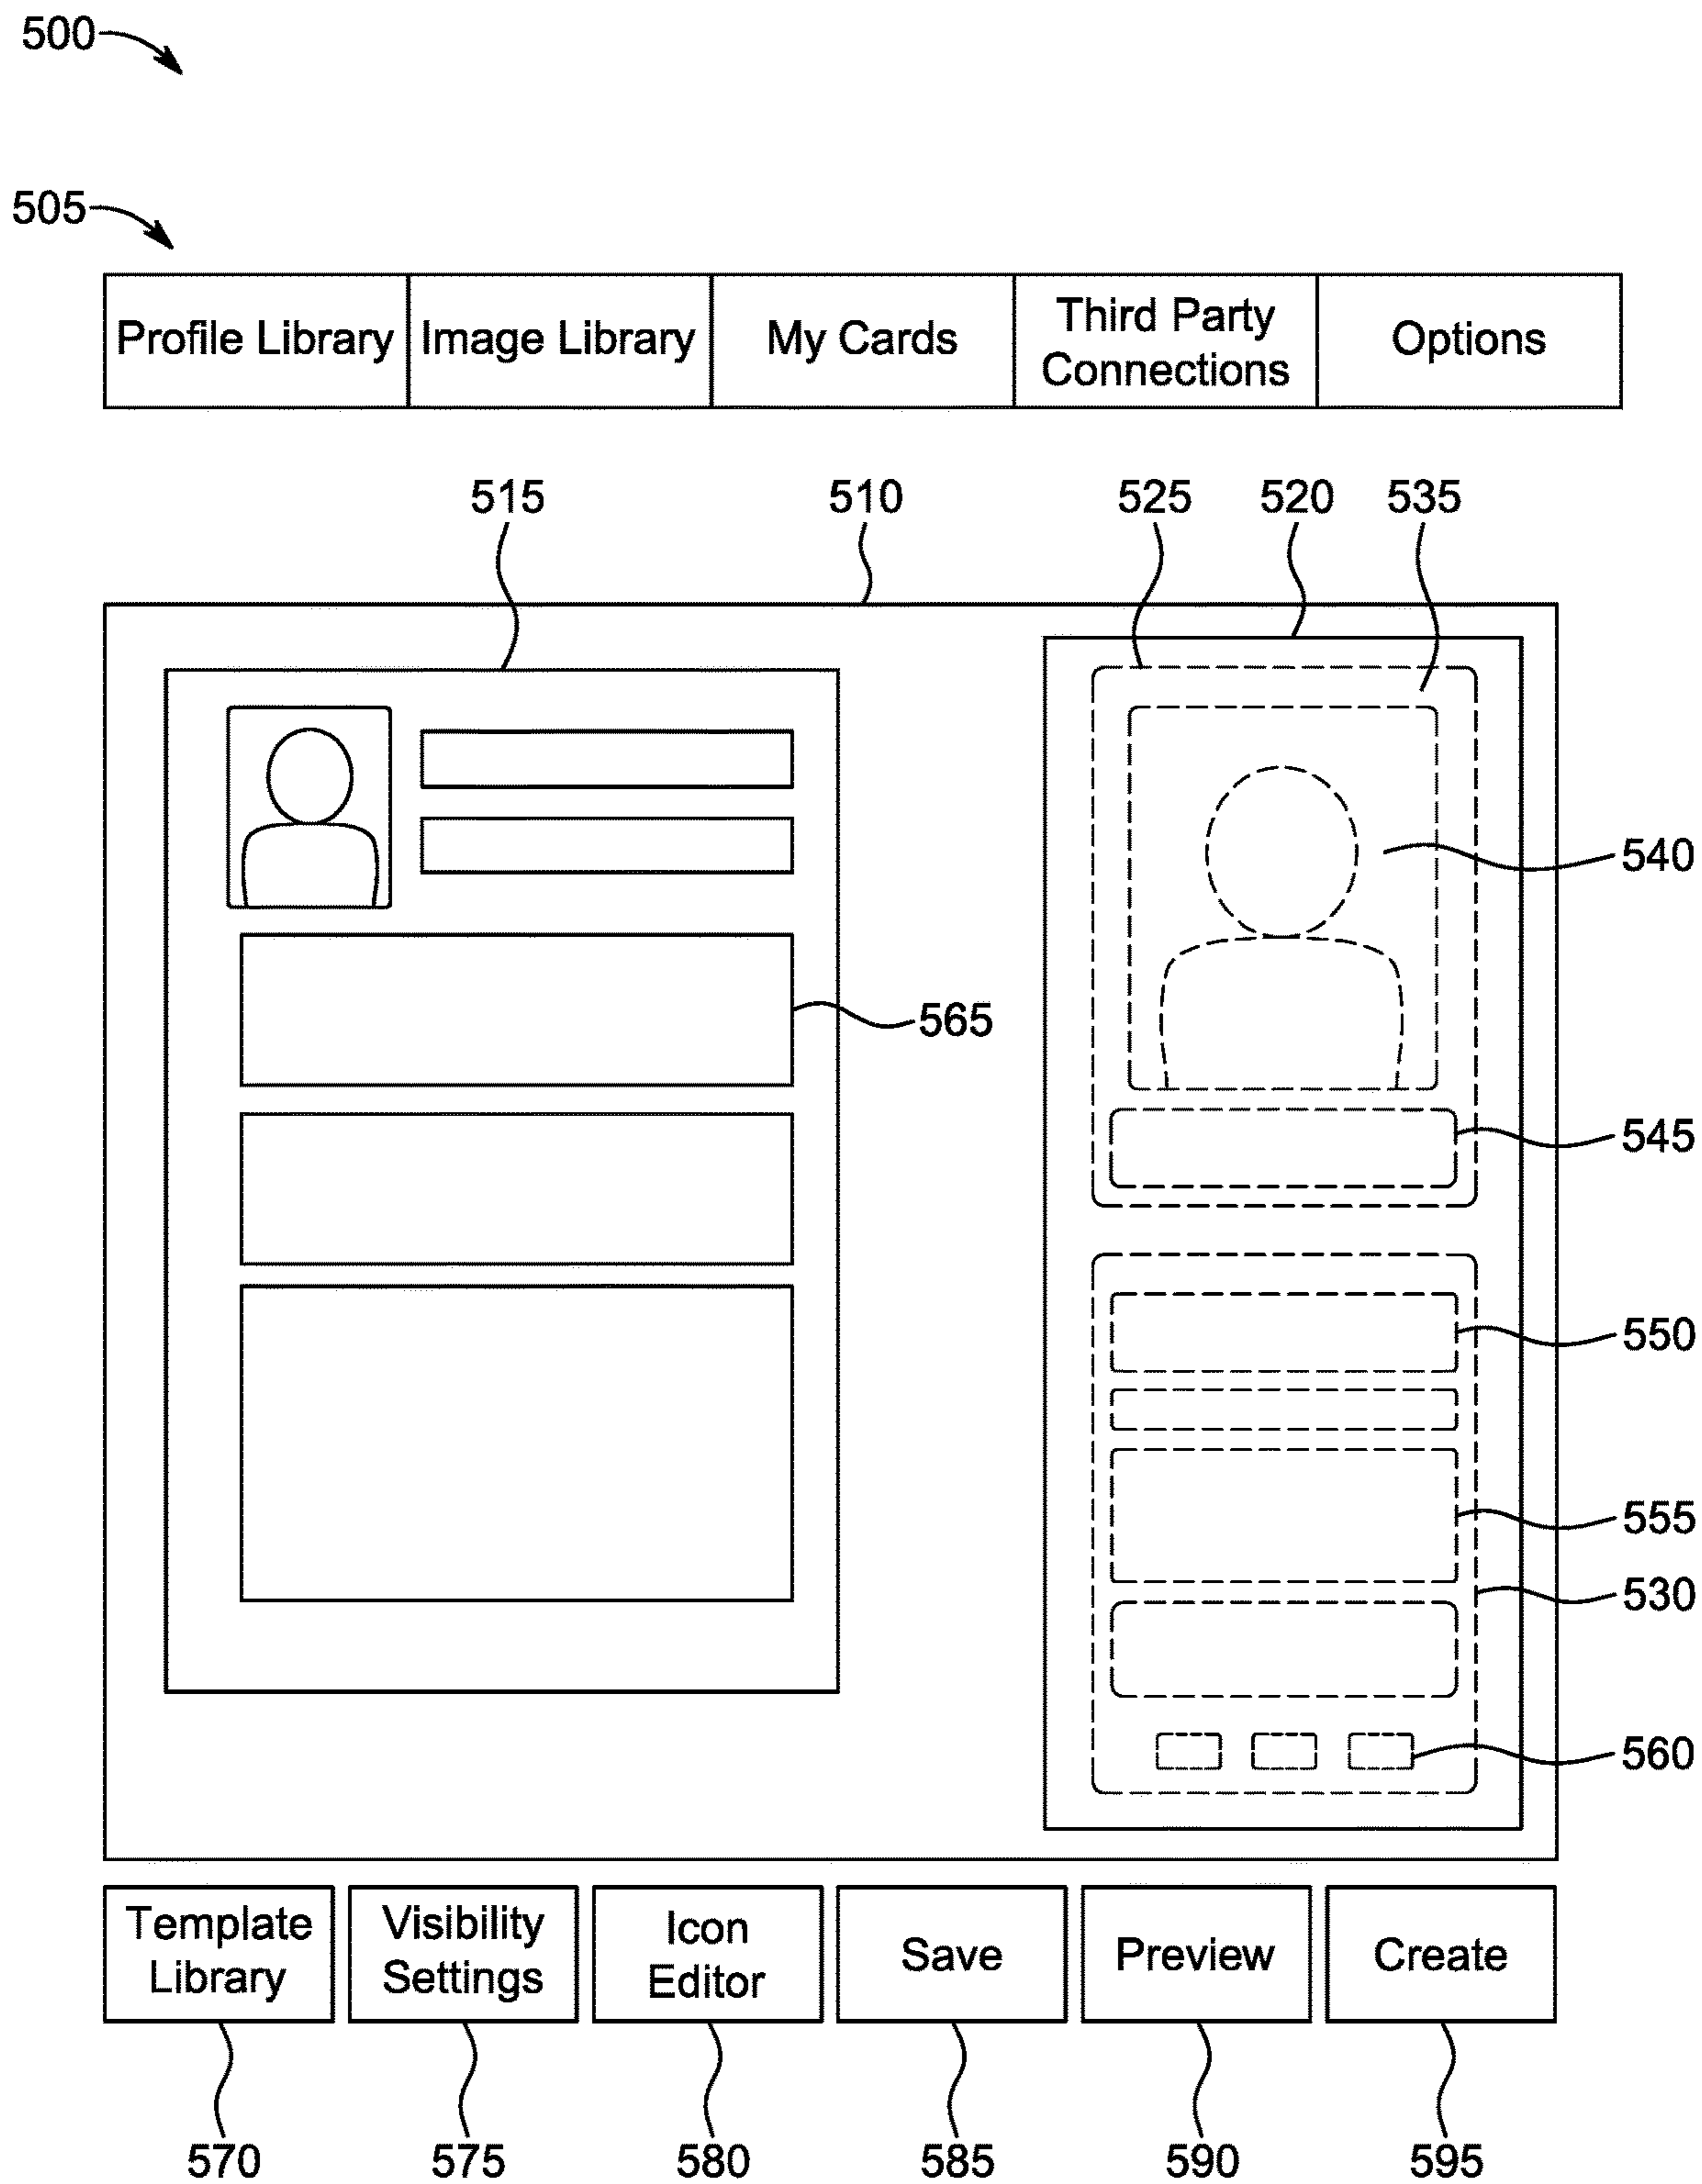 500
505
Profile Library
Image Library
My Cards
Third Party
Connections
Options
515
510
525
520
535
540
565
545
550
555
530
560
Template
Library
Visibility
Settings
Icon
Editor
Save
Preview
Create
570
575
580
585
590
595